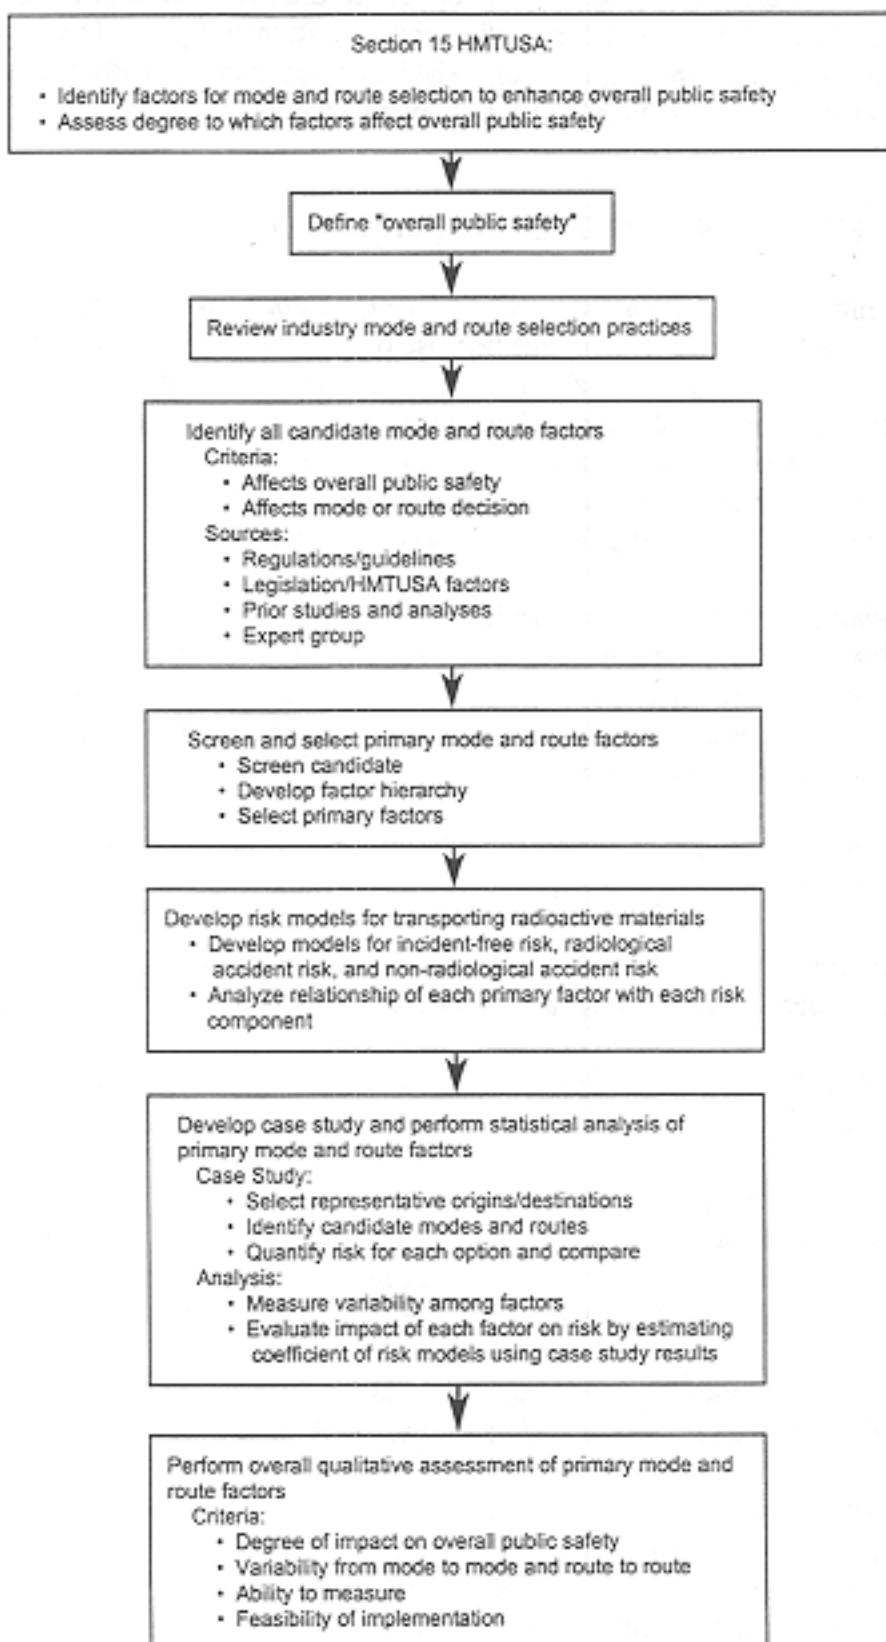 Section 15 HMTUSA:
• Identify factors for mode and route selection to enhance overall public safety
• Assess degree to which factors affect overall public safety
Define "overall public safety"
Review industry mode and route selection practices
Identify all candidate mode and route factors
Criteria:
• Affects overall public safety
• Affects mode or route decision
Sources:
• Regulations/guidelines
• Legislation/HMTUSA factors
• Prior studies and analyses
• Expert group
Screen and select primary mode and route factors
• Screen candidate
• Develop factor hierarchy
• Select primary factors
Develop risk models for transporting radioactive materials
• Develop models for incident-free risk, radiological
accident risk, and non-radiological accident risk
• Analyze relationship of each primary factor with each risk
component
Develop case study and perform statistical analysis of
primary mode and route factors
Case Study:
• Select representative origins/destinations
• Identify candidate modes and routes
• Quantify risk for each option and compare
Analysis:
• Measure variability among factors
• Evaluate impact of each factor on risk by estimating
coefficient of risk models using case study results
Perform overall qualitative assessment of primary mode and
route factors
Criteria:
• Degree of impact on overall public safety
• Variability from mode to mode and route to route
• Ability to measure
• Feasibility of implementation